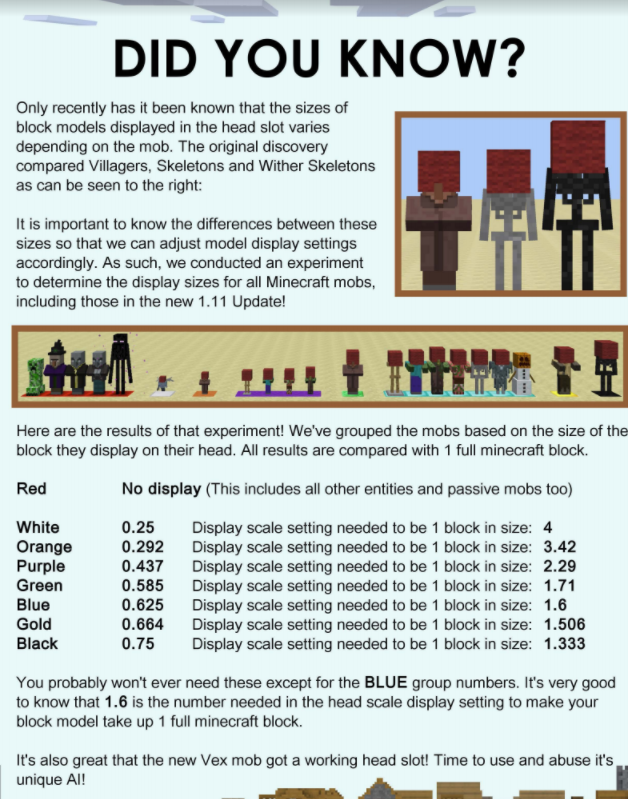 DID YOU KNOW?
Only recently has it been known that the sizes of
block models displayed in the head slot varies
depending on the mob. The original discovery
compared Villagers, Skeletons and Wither Skeletons
as can be seen to the right:
It is important to know the differences between these
sizes so that we can adjust model display settings
accordingly. As such, we conducted an experiment
to determine the display sizes for all Minecraft mobs,
including those in the new 1.11 Update!
Here are the results of that experiment! We've grouped the mobs based on the size of the
block they display on their head. All results are compared with 1 full minecraft block.
Red No display (This includes all other entities and passive mobs too)
White 0.25 Display scale setting needed to be 1 block in size: 4
Orange 0.292 Display scale setting needed to be 1 block in size: 3.42
Purple 0.437 Display scale setting needed to be 1 block in size: 2.29
Green 0.585 Display scale setting needed to be 1 block in size: 1.71
Blue 0.625 Display scale setting needed to be 1 block in size: 1.6
Gold 0.664 Display scale setting needed to be 1 block in size: 1.506
Black 0.75 Display scale setting needed to be 1 block in size: 1.333
You probably won't ever need these except for the BLUE group numbers. It's very good
to know that 1.6 is the number needed in the head scale display setting to make your
block model take up 1 full minecraft block.
It's also great that the new Vex mob got a working head slot! Time to use and abuse it's
unique AI!